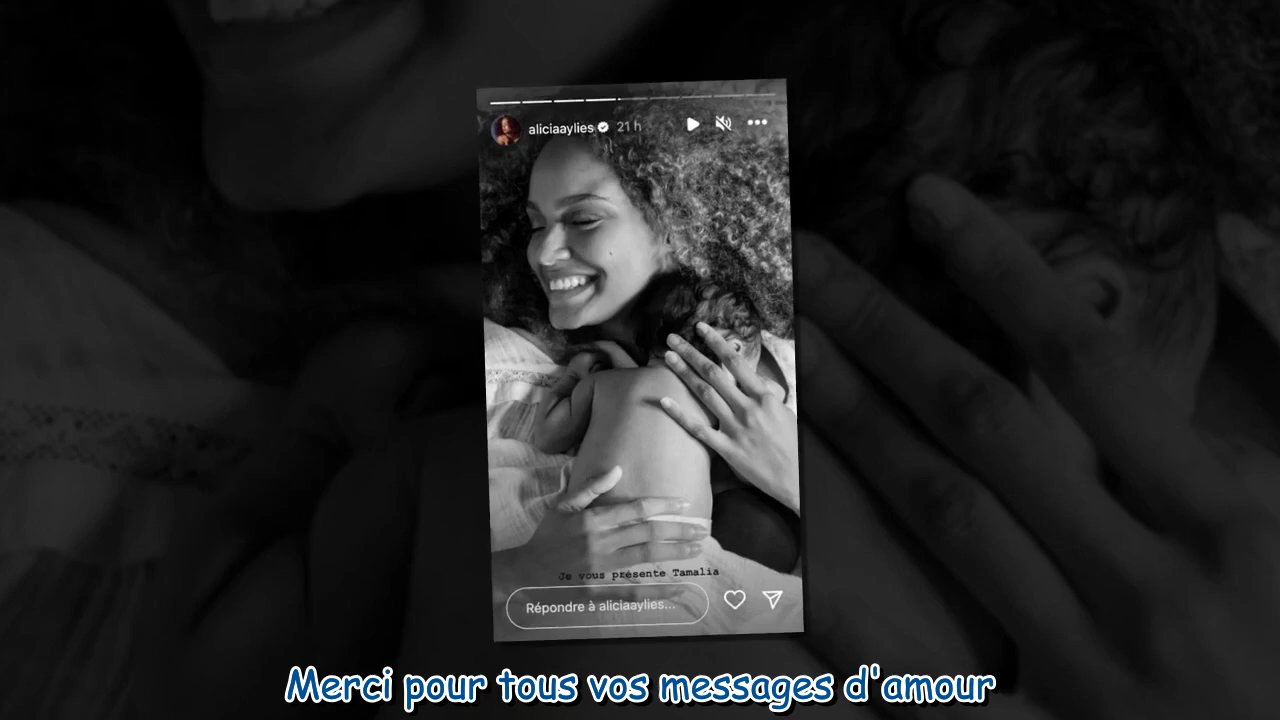 aliciaaylies 21 h
Je vous présente Tamalia
Répondre à aliciaaylies...
Merci pour tous vos messages d'amour